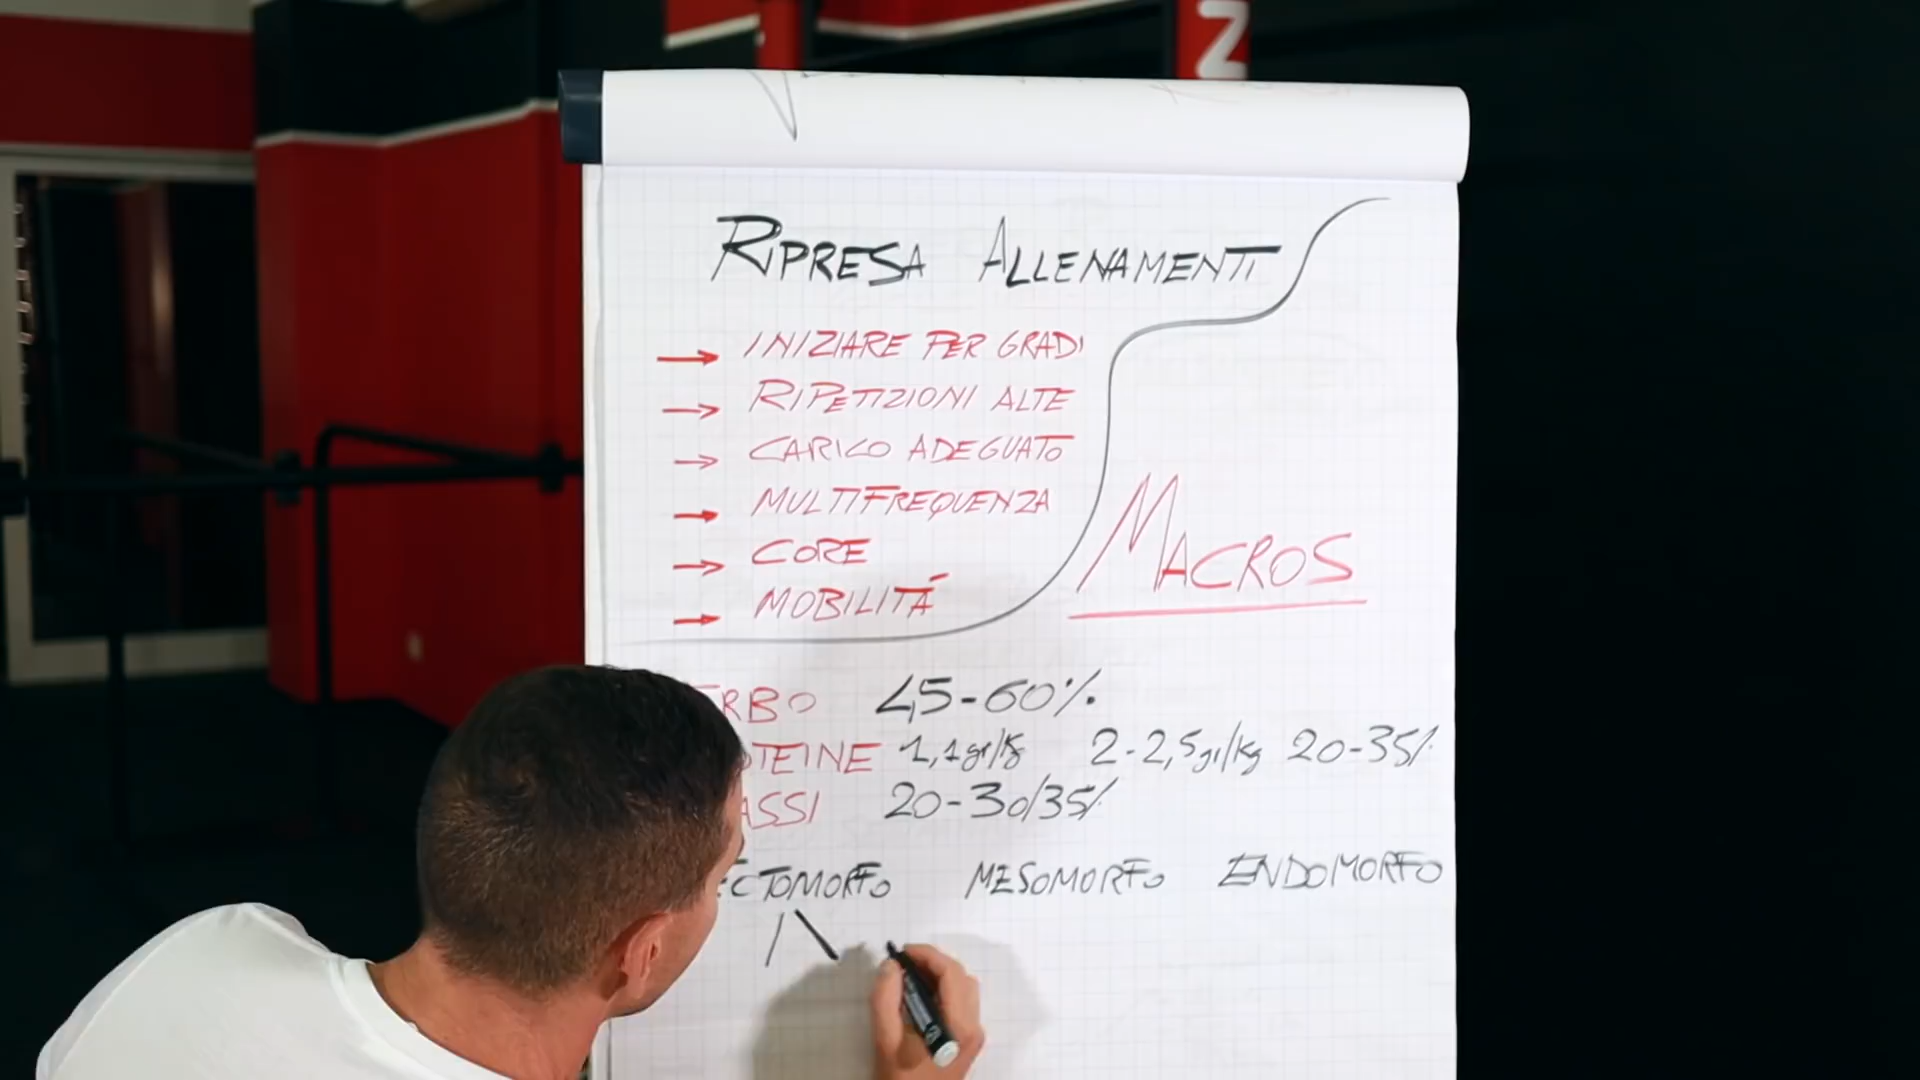 Z
RIPRESA ALLENAMENTI
→ INIZIARE PER GRADI
→ RIPETIZIONI ALTE
→ CARICO ADEGUATO
→ MULTIFREQUENZA
→ CORE
→ MOBILITÁ
MACROS
RBO 45-60%
TEINE 1,1gr/Kg 2-2,5gr/Kg 20-35%
ASSI 20-30/35%
ECTOMORFO MESOMORFO ENDOMORFO